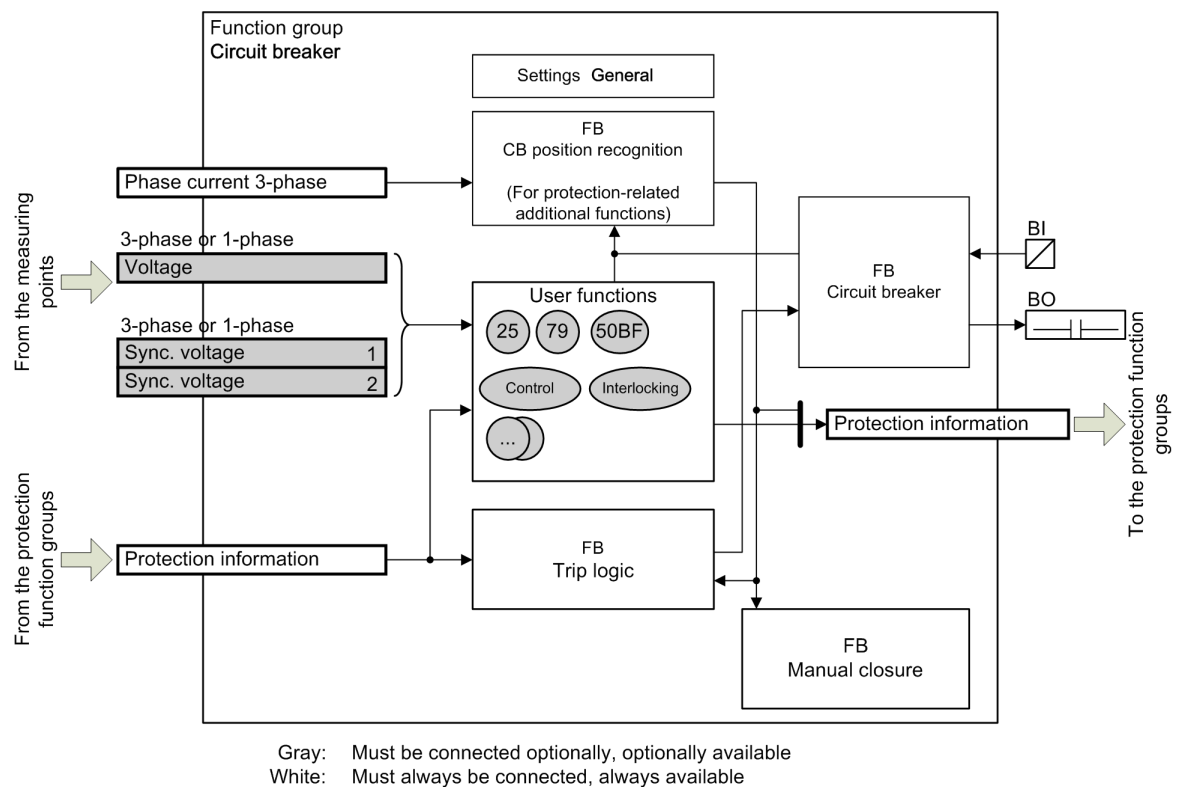 Function group
Circuit breaker
Settings General
FB
CB position recognition
(For protection-related
additional functions)
Phase current 3-phase
From the measuring
points
3-phase or 1-phase
Voltage
3-phase or 1-phase
Sync. voltage 1
Sync. voltage 2
User functions
25 79 50BF
Control Interlocking
...
FB
Circuit breaker
BI
BO
Protection information
To the protection function
groups
From the protection
function groups
Protection information
FB
Trip logic
FB
Manual closure
Gray: Must be connected optionally, optionally available
White: Must always be connected, always available